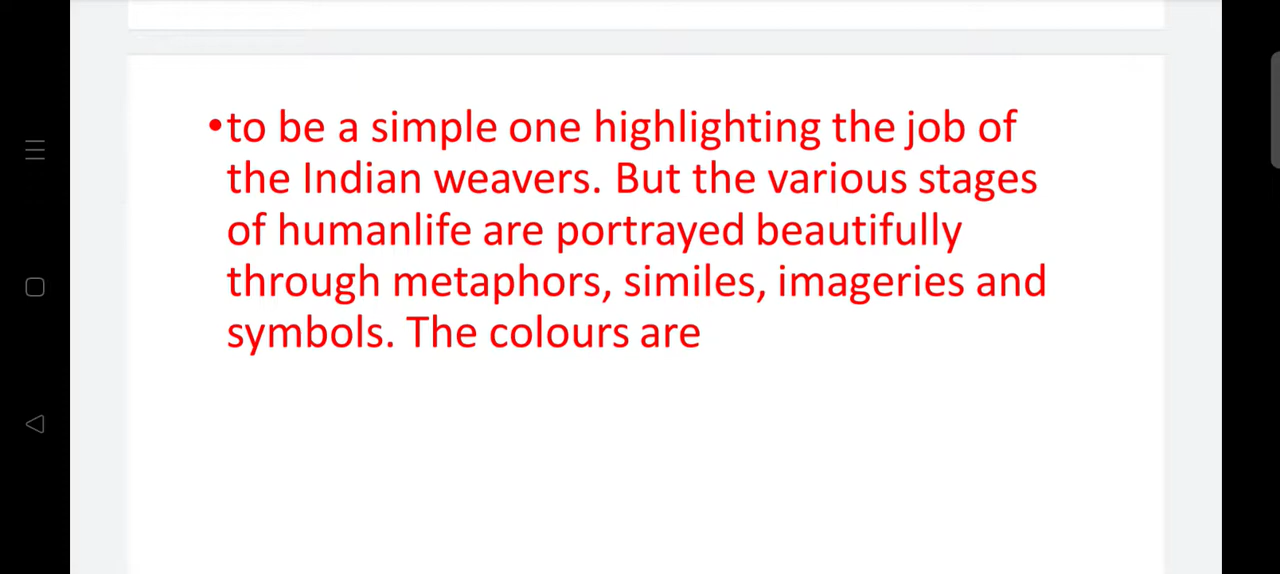 •to be a simple one highlighting the job of
the Indian weavers. But the various stages
of humanlife are portrayed beautifully
through metaphors, similes, imageries and
symbols. The colours are